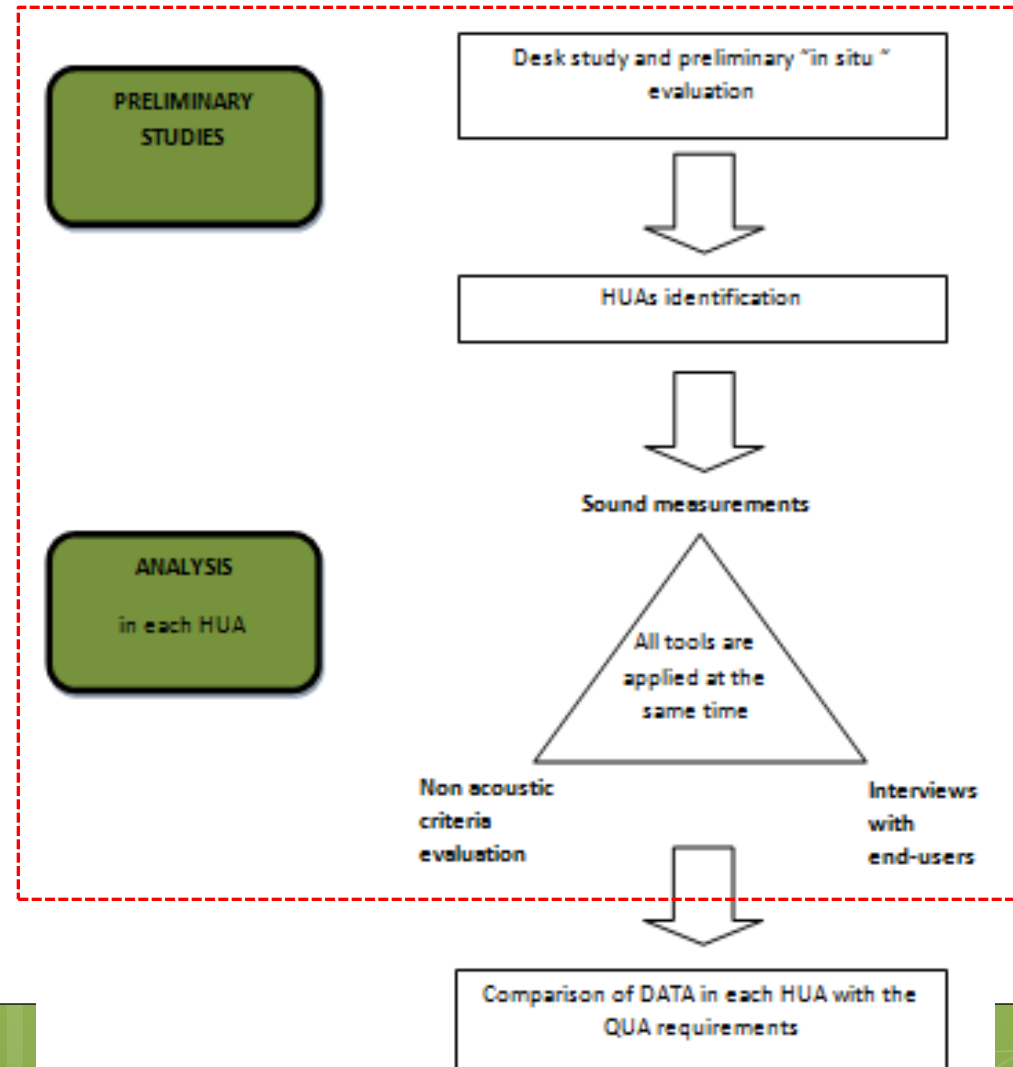 Desk study and preliminary "in situ "
evaluation
PRELIMINARY
STUDIES
HUAs identification
Sound measurements
ANALYSIS
in each HUA
All tools are
applied at the
same time
Non acoustic
criteria
evaluation
Interviews
with
end-users
Comparison of DATA in each HUA with the
QUA requirements